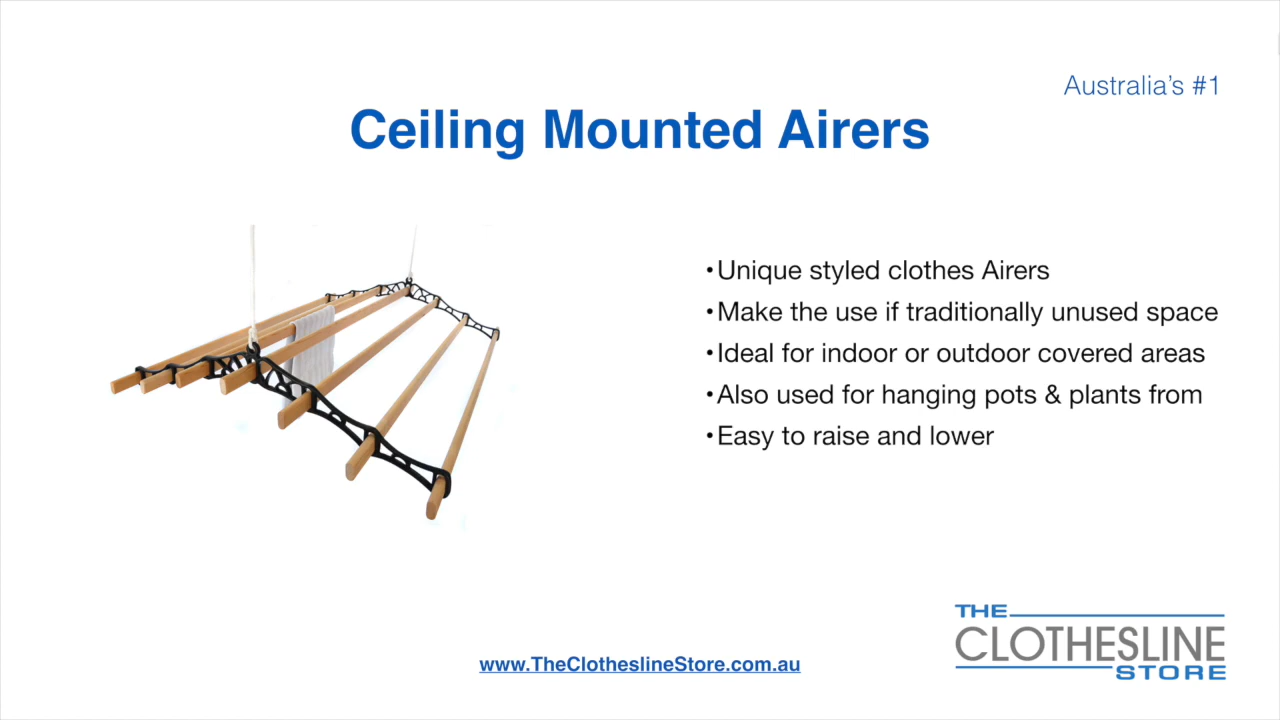 Australia's #1
Ceiling Mounted Airers
•Unique styled clothes Airers
•Make the use if traditionally unused space
•Ideal for indoor or outdoor covered areas
•Also used for hanging pots & plants from
•Easy to raise and lower
www.TheClotheslineStore.com.au
THE
CLOTHESLINE
STORE